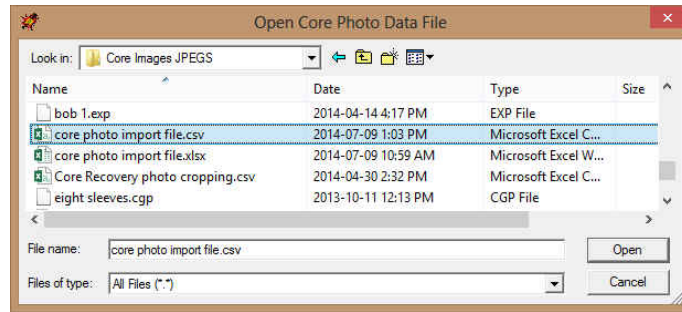 Open Core Photo Data File
Look in: Core Images JPEGS
Name Date Type Size
bob 1.exp 2014-04-14 4:17 PM EXP File
core photo import file.csv 2014-07-09 1:03 PM Microsoft Excel C...
core photo import file.xlsx 2014-07-09 10:59 AM Microsoft Excel W...
Core Recovery photo cropping.csv 2014-04-30 2:32 PM Microsoft Excel C...
eight sleeves.cgp 2013-10-11 12:13 PM CGP File
File name: core photo import file.csv Open
Files of type: All Files (*.*) Cancel